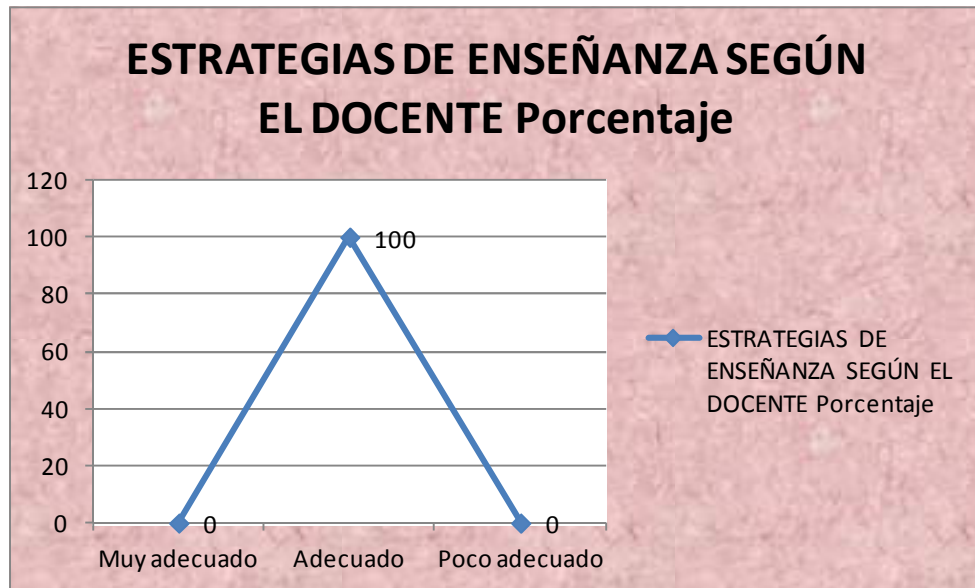 ESTRATEGIAS DE ENSEÑANZA SEGÚN
EL DOCENTE Porcentaje
120
100
80
60
40
20
0
100
0
0
Muy adecuado
Adecuado
Poco adecuado
ESTRATEGIAS DE
ENSEÑANZA SEGÚN EL
DOCENTE Porcentaje